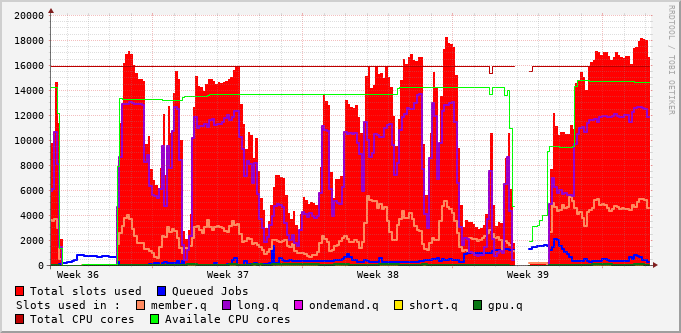 20000
18000
16000
14000
12000
10000
8000
6000
4000
2000
0
Week 36 Week 37 Week 38 Week 39
RRDTOOL / TOBI OETIKER
Total slots used Queued Jobs
Slots used in : member.q long.q ondemand.q short.q gpu.q
Total CPU cores Availale CPU cores